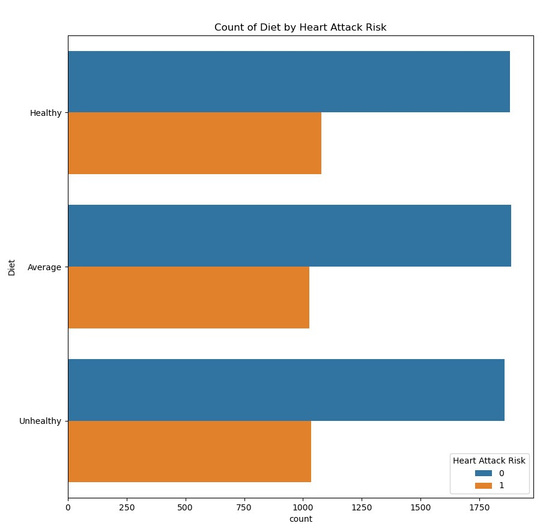 Count of Diet by Heart Attack Risk
Healthy
Average
Unhealthy
Diet
0 250 500 750 1000 1250 1500 1750
count
Heart Attack Risk
0
1